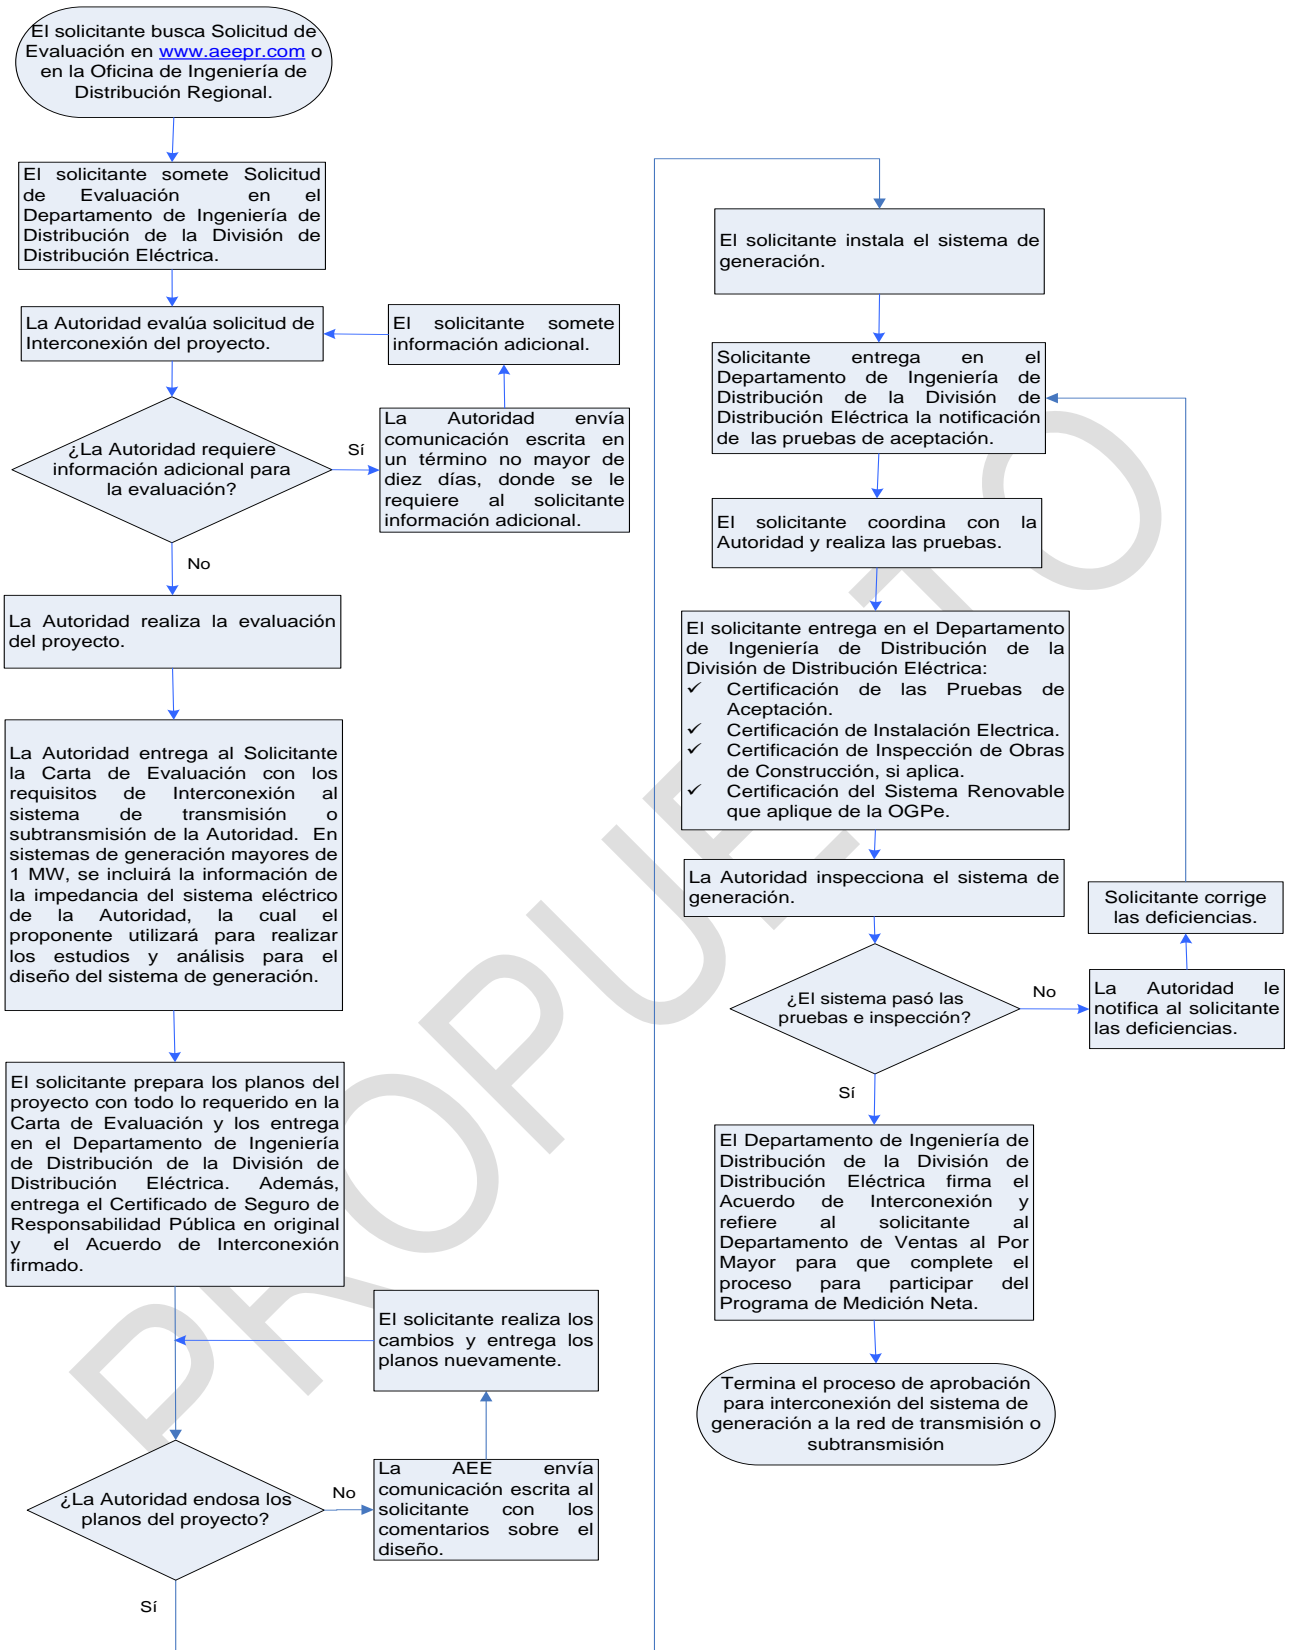 El solicitante busca Solicitud de
Evaluación en www.aeepr.com o
en la Oficina de Ingeniería de
Distribución Regional.
El solicitante somete Solicitud
de Evaluación en el
Departamento de Ingeniería de
Distribución de la División de
Distribución Eléctrica.
La Autoridad evalúa solicitud de
Interconexión del proyecto.
El solicitante somete
información adicional.
¿La Autoridad requiere
información adicional para
la evaluación?
Sí
La Autoridad envía
comunicación escrita en
un término no mayor de
diez días, donde se le
requiere al solicitante
información adicional.
No
La Autoridad realiza la evaluación
del proyecto.
La Autoridad entrega al Solicitante
la Carta de Evaluación con los
requisitos de Interconexión al
sistema de transmisión o
subtransmisión de la Autoridad. En
sistemas de generación mayores de
1 MW, se incluirá la información de
la impedancia del sistema eléctrico
de la Autoridad, la cual el
proponente utilizará para realizar
los estudios y análisis para el
diseño del sistema de generación.
El solicitante prepara los planos del
proyecto con todo lo requerido en la
Carta de Evaluación y los entrega
en el Departamento de Ingeniería
de Distribución de la División de
Distribución Eléctrica. Además,
entrega el Certificado de Seguro de
Responsabilidad Pública en original
y el Acuerdo de Interconexión
firmado.
El solicitante realiza los
cambios y entrega los
planos nuevamente.
¿La Autoridad endosa los
planos del proyecto?
No
La AEE envía
comunicación escrita al
solicitante con los
comentarios sobre el
diseño.
Sí
El solicitante instala el sistema de
generación.
Solicitante entrega en el
Departamento de Ingeniería de
Distribución de la División de
Distribución Eléctrica la notificación
de las pruebas de aceptación.
El solicitante coordina con la
Autoridad y realiza las pruebas.
El solicitante entrega en el Departamento
de Ingeniería de Distribución de la
División de Distribución Eléctrica:
✓ Certificación de las Pruebas de
Aceptación.
✓ Certificación de Instalación Electrica.
✓ Certificación de Inspección de Obras
de Construcción, si aplica.
✓ Certificación del Sistema Renovable
que aplique de la OGPe.
La Autoridad inspecciona el sistema de
generación.
Solicitante corrige
las deficiencias.
¿El sistema pasó las
pruebas e inspección?
No
La Autoridad le
notifica al solicitante
las deficiencias.
Sí
El Departamento de Ingeniería de
Distribución de la División de
Distribución Eléctrica firma el
Acuerdo de Interconexión y
refiere al solicitante al
Departamento de Ventas al Por
Mayor para que complete el
proceso para participar del
Programa de Medición Neta.
Termina el proceso de aprobación
para interconexión del sistema de
generación a la red de transmisión o
subtransmisión
PROPUESTO